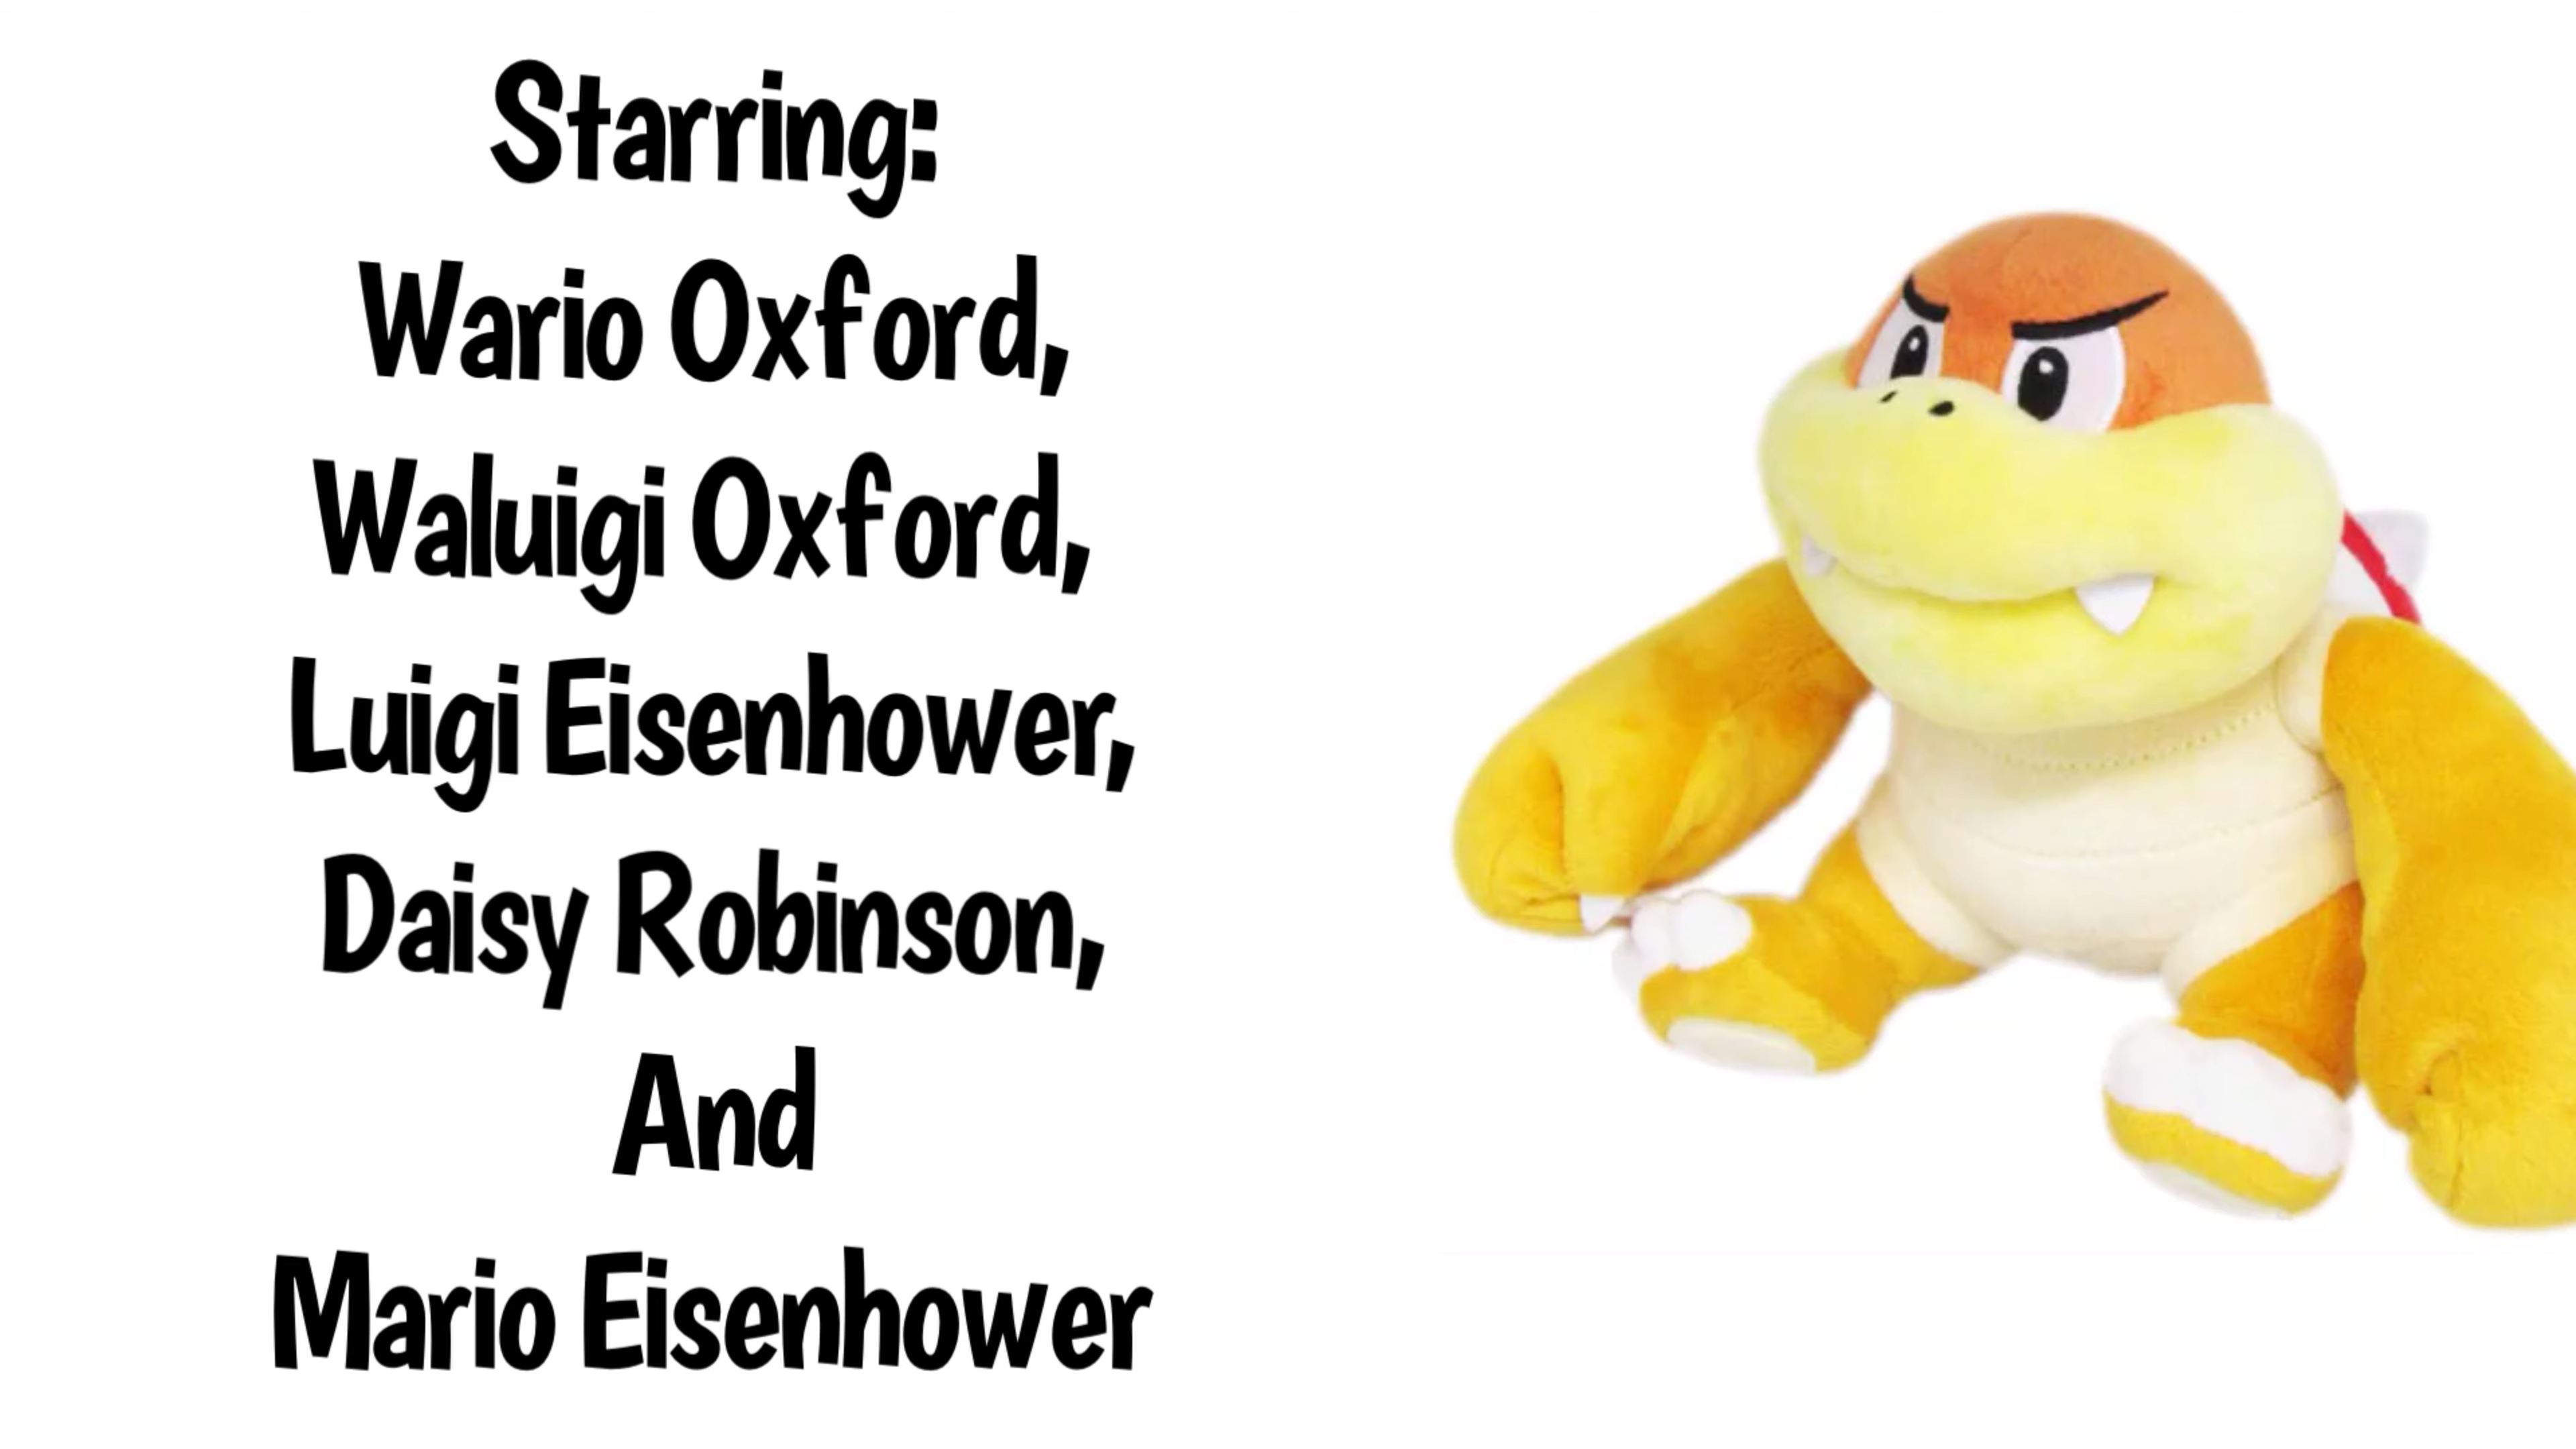 Starring:
Wario Oxford,
Waluigi Oxford,
Luigi Eisenhower,
Daisy Robinson,
And
Mario Eisenhower